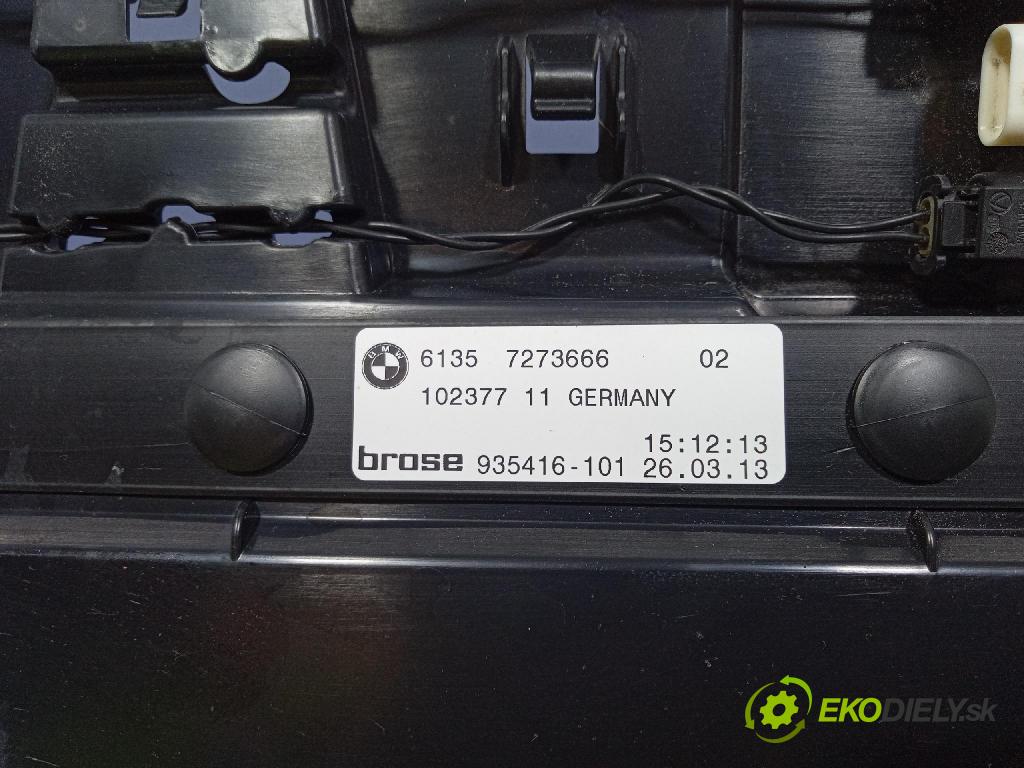 BMW
6135 7273666 02
102377 11 GERMANY
15:12:13
brose 935416-101 26.03.13
EKODIELY.sk